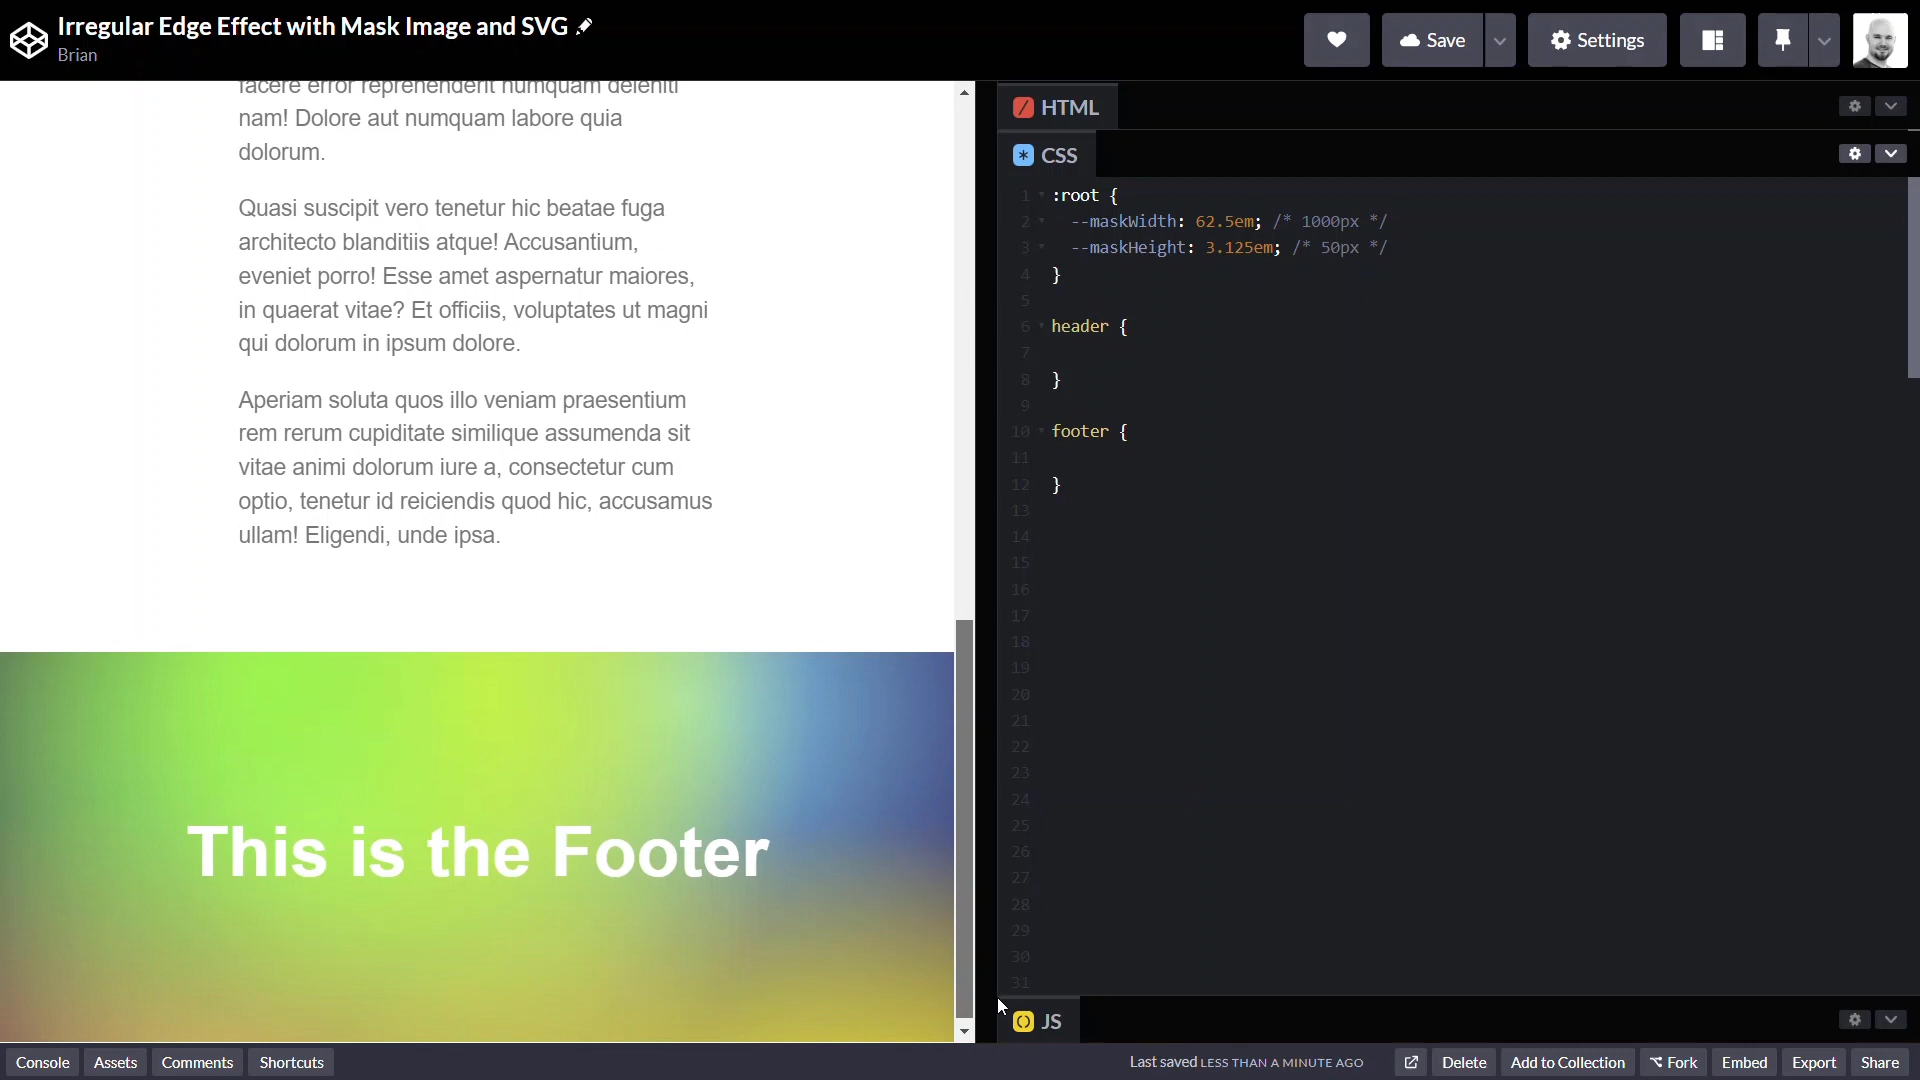 Irregular Edge Effect with Mask Image and SVG
Brian
Save
Settings
facere error reprehenderit numquam deleniti
nam! Dolore aut numquam labore quia
dolorum.
Quasi suscipit vero tenetur hic beatae fuga
architecto blanditiis atque! Accusantium,
eveniet porro! Esse amet aspernatur maiores,
in quaerat vitae? Et officiis, voluptates ut magni
qui dolorum in ipsum dolore.
Aperiam soluta quos illo veniam praesentium
rem rerum cupiditate similique assumenda sit
vitae animi dolorum iure a, consectetur cum
optio, tenetur id reiciendis quod hic, accusamus
ullam! Eligendi, unde ipsa.
This is the Footer
HTML
CSS
1 :root {
2 --maskWidth: 62.5em; /* 1000px */
3 --maskHeight: 3.125em; /* 50px */
4 }
5
6 header {
7
8 }
9
10 footer {
11
12 }
13
14
15
16
17
18
19
20
21
22
23
24
25
26
27
28
29
30
31
JS
Console Assets Comments Shortcuts
Last saved LESS THAN A MINUTE AGO
Delete Add to Collection Fork Embed Export Share